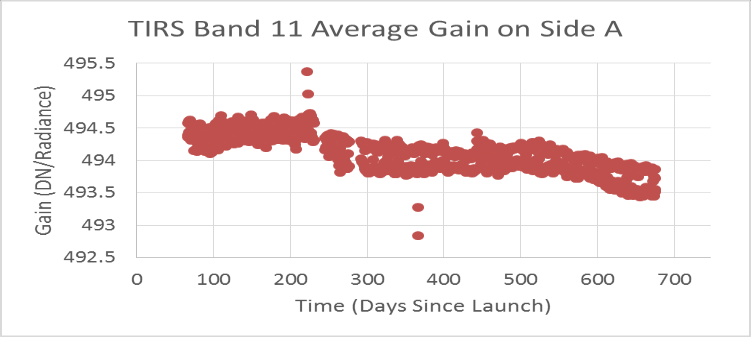 TIRS Band 11 Average Gain on Side A
495.5
495
494.5
494
493.5
493
492.5
Gain (DN/Radiance)
0 100 200 300 400 500 600 700
Time (Days Since Launch)